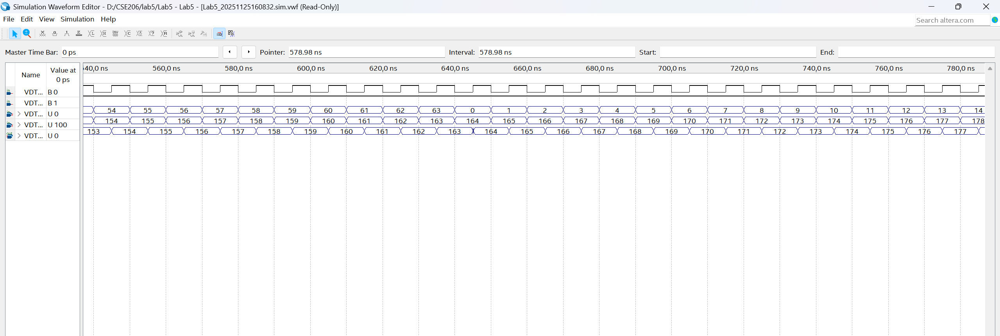 Simulation Waveform Editor - D:/CSE206/lab5/Lab5 - Lab5 - [Lab5_20251125160832.sim.vwf (Read-Only)]
File Edit View Simulation Help
Search altera.com
Master Time Bar: 0 ps Pointer: 578.98 ns Interval: 578.98 ns Start: End:
Name Value at 0 ps
40,0 ns 560,0 ns 580,0 ns 600,0 ns 620,0 ns 640,0 ns 660,0 ns 680,0 ns 700,0 ns 720,0 ns 740,0 ns 760,0 ns 780,0 ns
in VDT... B 0
in VDT... B 1
in VDT... U 0 54 55 56 57 58 59 60 61 62 63 0 1 2 3 4 5 6 7 8 9 10 11 12 13 14
in VDT... U 100 154 155 156 157 158 159 160 161 162 163 164 165 166 167 168 169 170 171 172 173 174 175 176 177 178
out VDT... U 0 153 154 155 156 157 158 159 160 161 162 163 164 165 166 167 168 169 170 171 172 173 174 175 176 177